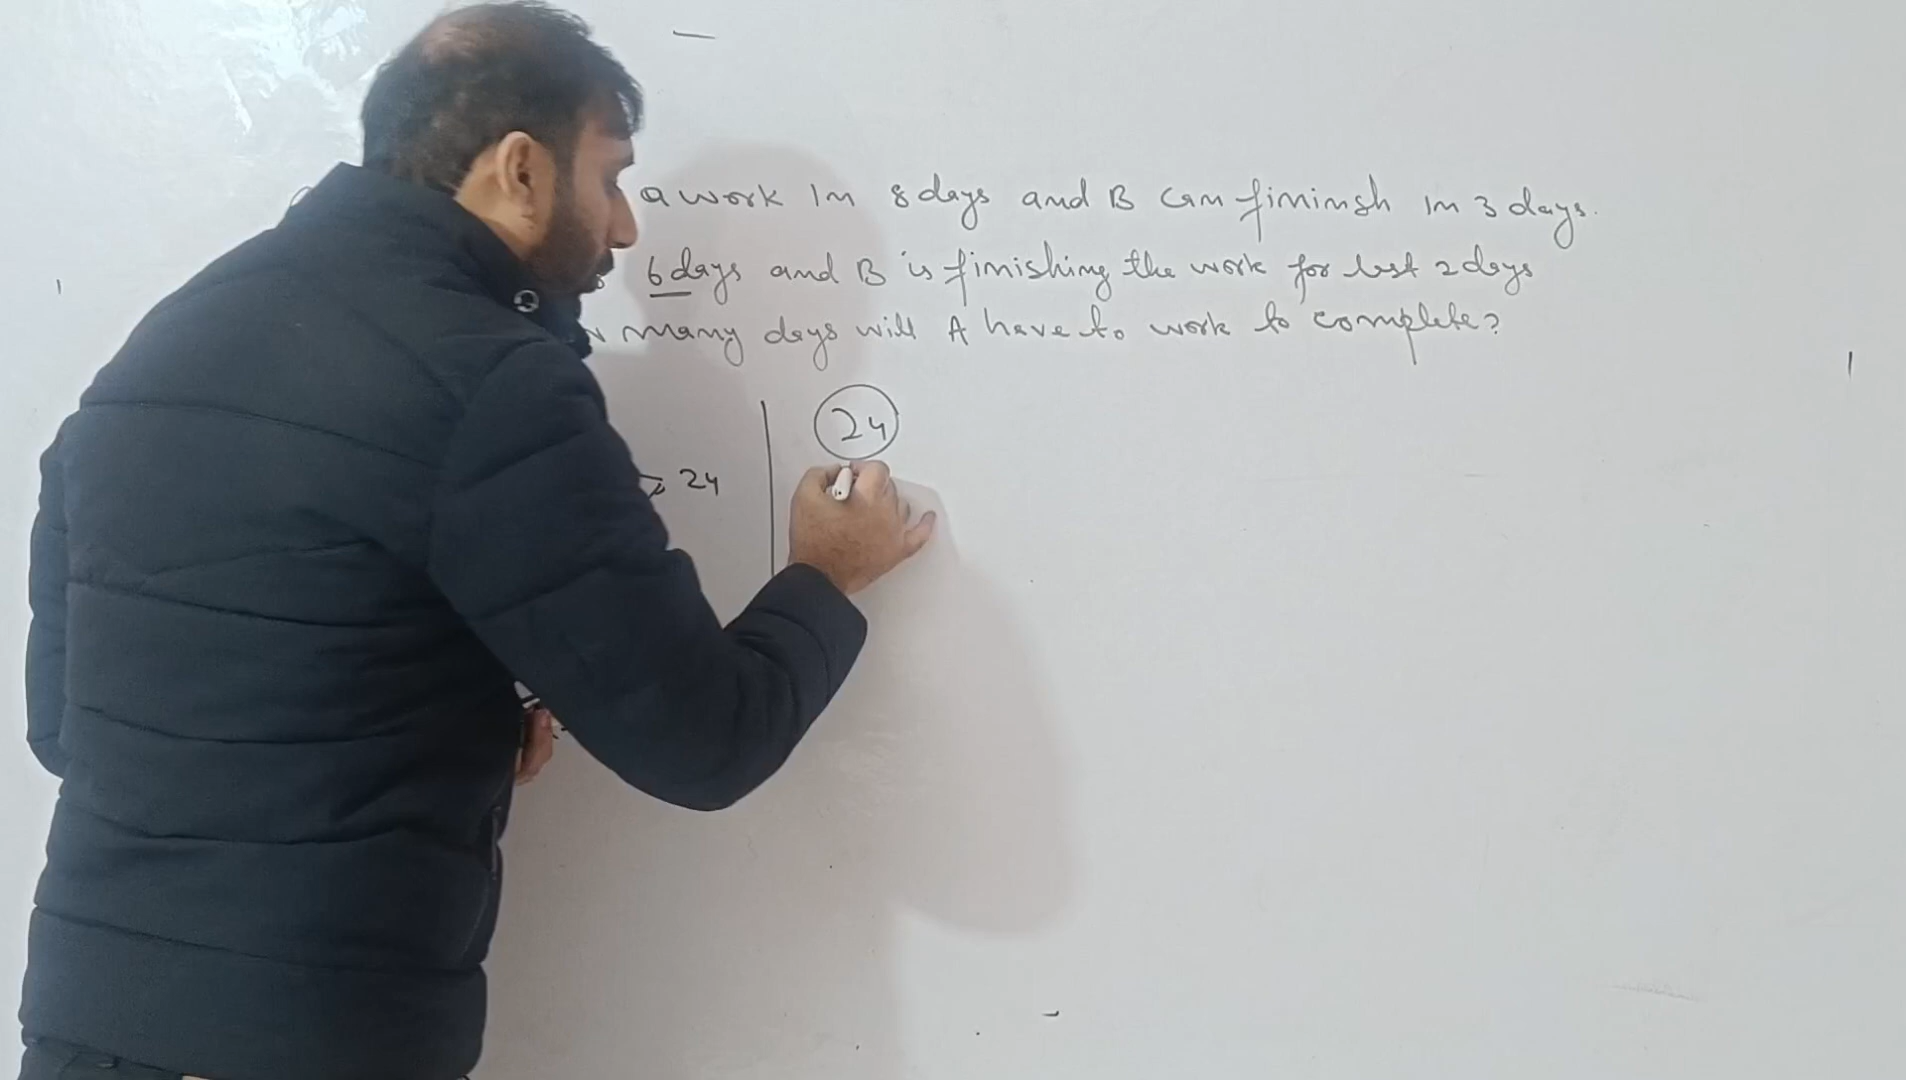 a work in 8 days and B can fininsh in 3 days.
6 days and B is finishing the work for last 2 days
many days will A have to work to complete?
24
24